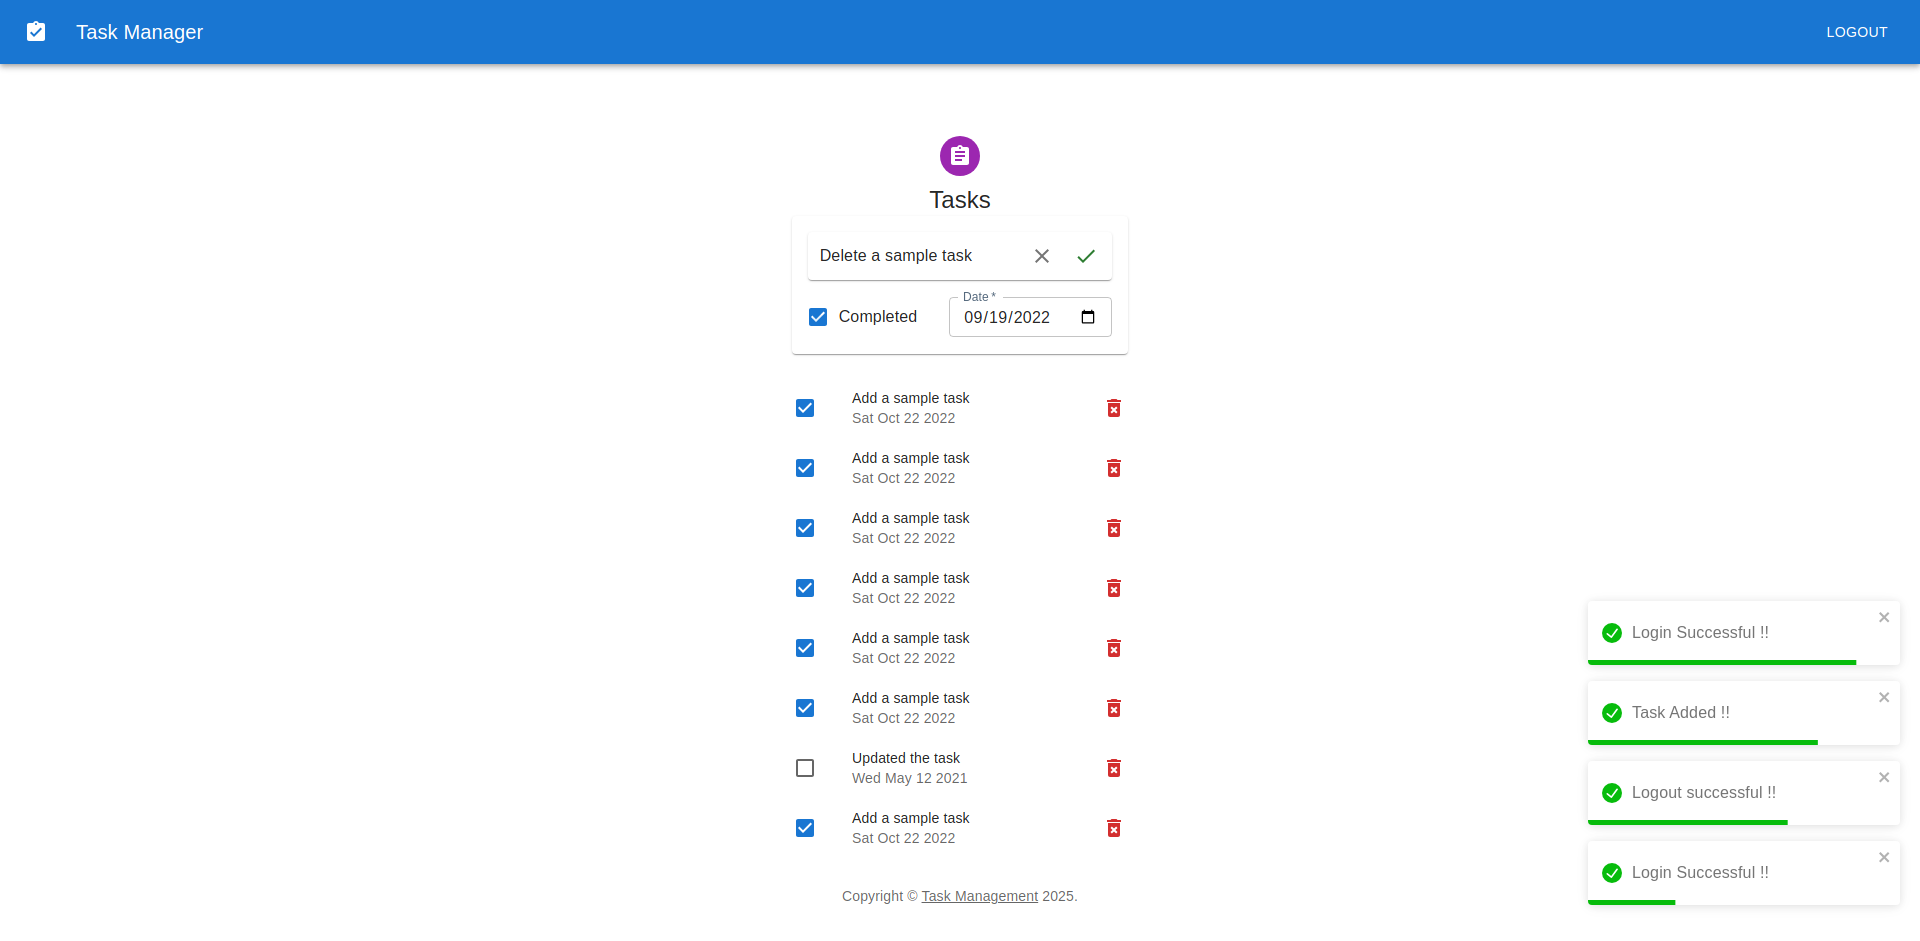 Task Manager
LOGOUT
Tasks
Delete a sample task
Completed
Date *
09/19/2022
Add a sample task
Sat Oct 22 2022
Add a sample task
Sat Oct 22 2022
Add a sample task
Sat Oct 22 2022
Add a sample task
Sat Oct 22 2022
Add a sample task
Sat Oct 22 2022
Add a sample task
Sat Oct 22 2022
Updated the task
Wed May 12 2021
Add a sample task
Sat Oct 22 2022
Copyright © Task Management 2025.
Login Successful !!
Task Added !!
Logout successful !!
Login Successful !!